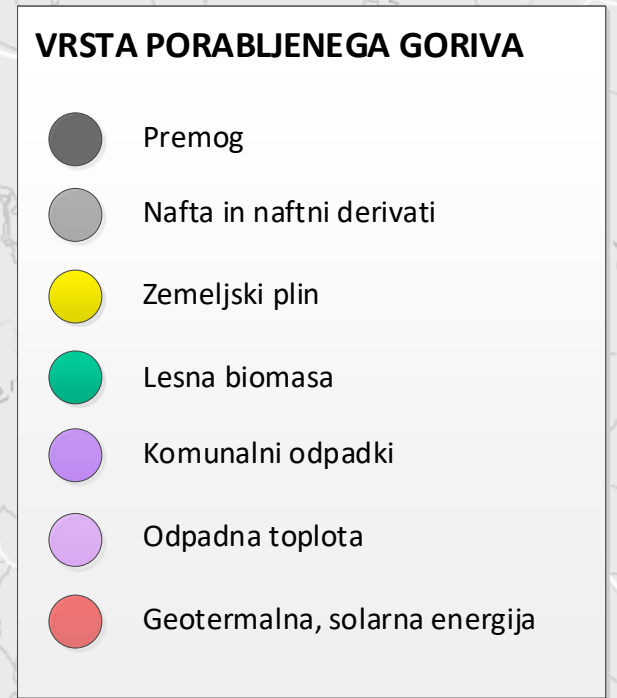 VRSTA PORABLJENEGA GORIVA
Premog
Nafta in naftni derivati
Zemeljski plin
Lesna biomasa
Komunalni odpadki
Odpadna toplota
Geotermalna, solarna energija